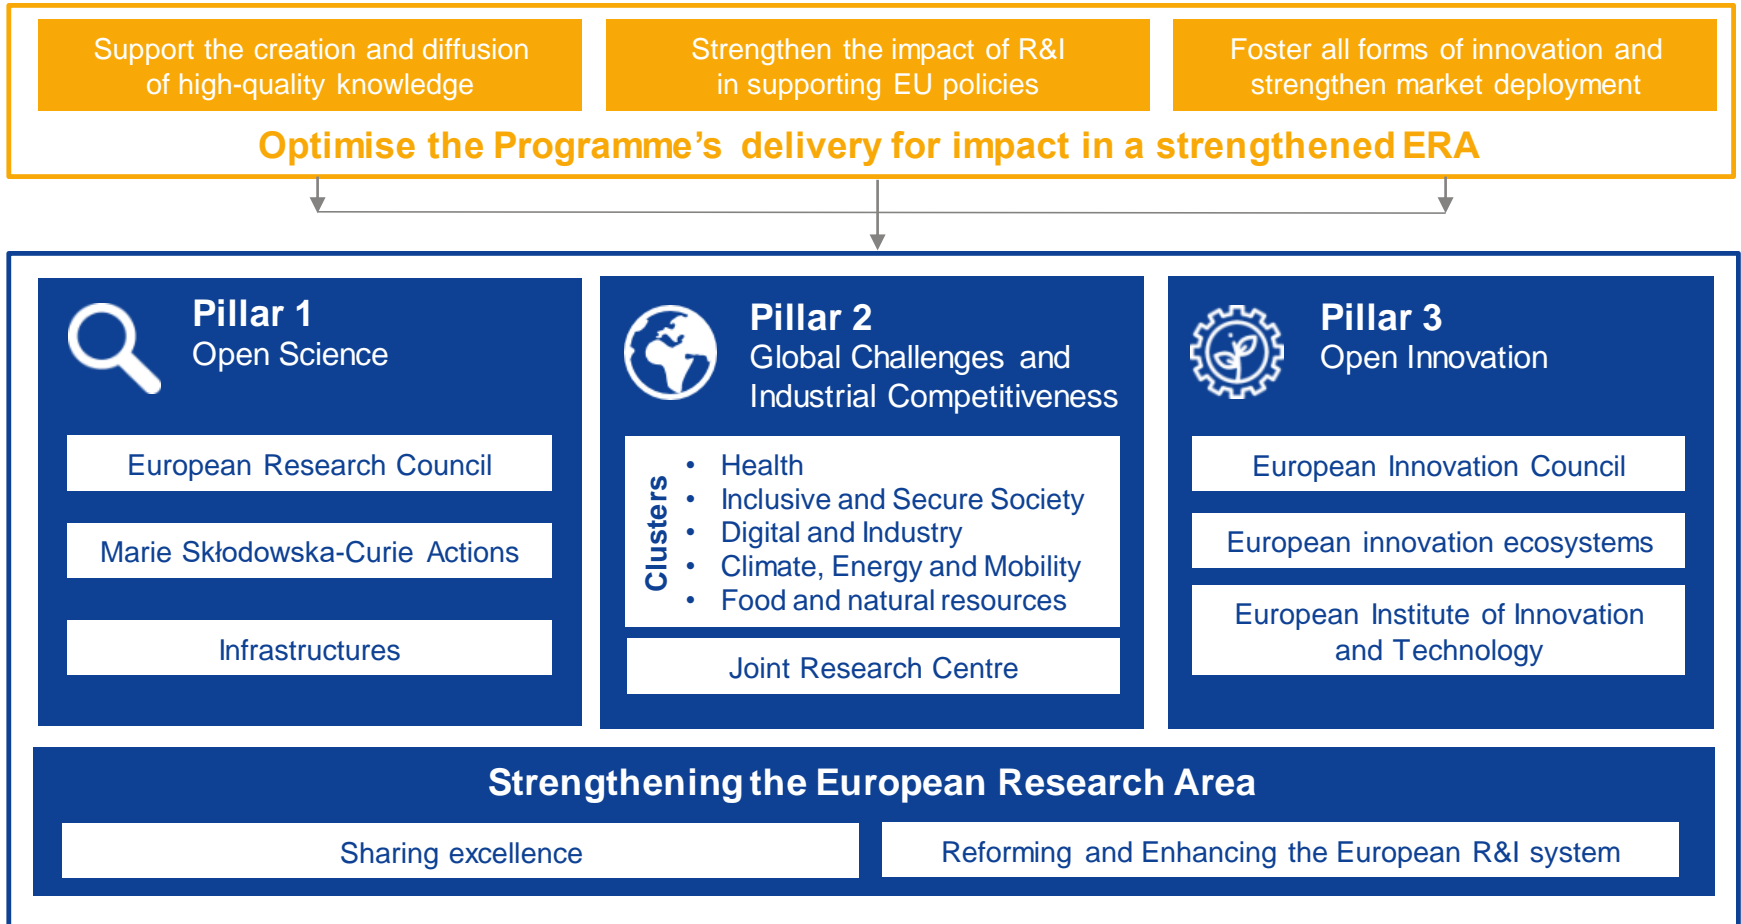 Support the creation and diffusion
of high-quality knowledge
Strengthen the impact of R&I
in supporting EU policies
Foster all forms of innovation and
strengthen market deployment
Optimise the Programme's delivery for impact in a strengthened ERA
Pillar 1
Open Science
European Research Council
Marie Skłodowska-Curie Actions
Infrastructures
Pillar 2
Global Challenges and
Industrial Competitiveness
Clusters
• Health
• Inclusive and Secure Society
• Digital and Industry
• Climate, Energy and Mobility
• Food and natural resources
Joint Research Centre
Pillar 3
Open Innovation
European Innovation Council
European innovation ecosystems
European Institute of Innovation
and Technology
Strengthening the European Research Area
Sharing excellence
Reforming and Enhancing the European R&I system